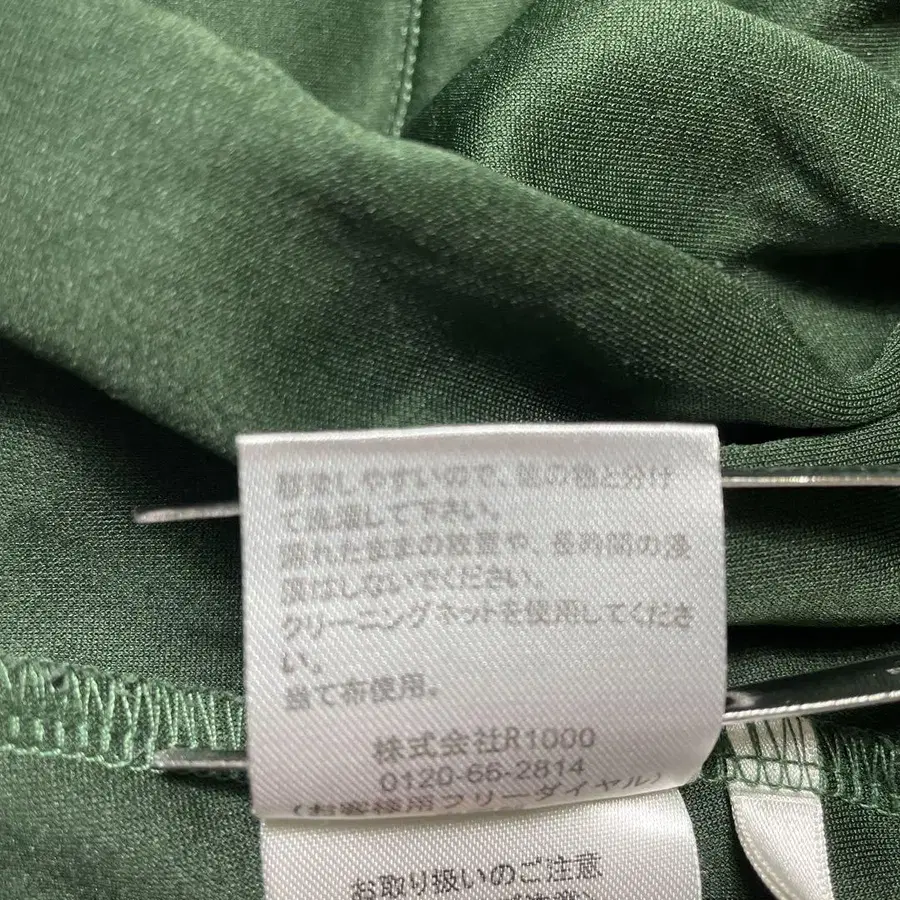 移染しやすいので、他の物と分け
て洗濯して下さい。
濡れたままの放置や、長時間の浸
漬はしないでください。
クリーニングネットを使用してくださ
い。
当て布使用。
株式会社R1000
0120-66-2814
(お客様用フリーダイヤル)
お取り扱いのご注意